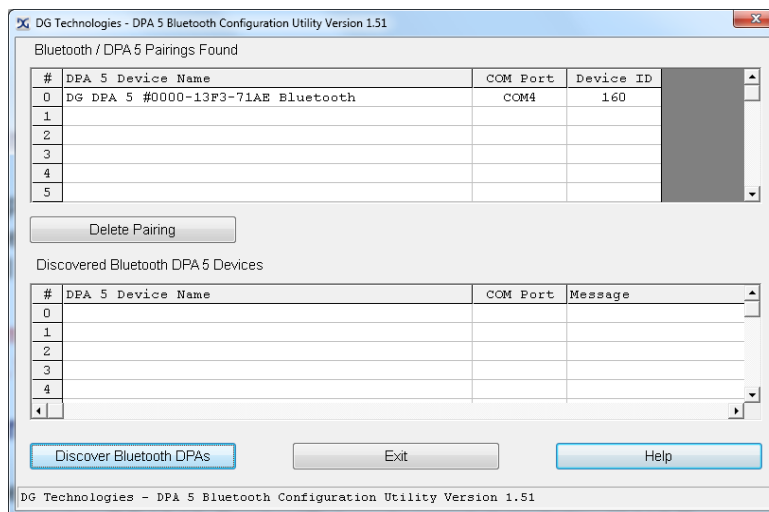 DG Technologies - DPA 5 Bluetooth Configuration Utility Version 1.51
Bluetooth / DPA 5 Pairings Found
# DPA 5 Device Name COM Port Device ID
0 DG DPA 5 #0000-13F3-71AE Bluetooth COM4 160
1
2
3
4
5
Delete Pairing
Discovered Bluetooth DPA 5 Devices
# DPA 5 Device Name COM Port Message
0
1
2
3
4
Discover Bluetooth DPAs Exit Help
DG Technologies - DPA 5 Bluetooth Configuration Utility Version 1.51